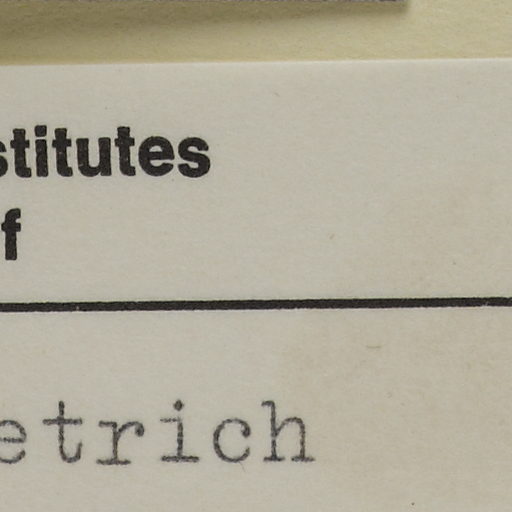 stitutes
f
etrich